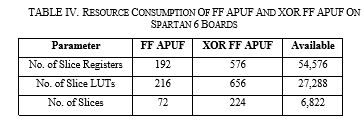 TABLE IV. RESOURCE CONSUMPTION OF FF APUF AND XOR FF APUF ON
SPARTAN 6 BOARDS
Parameter FF APUF XOR FF APUF Available
No. of Slice Registers 192 576 54,576
No. of Slice LUTs 216 656 27,288
No. of Slices 72 224 6,822